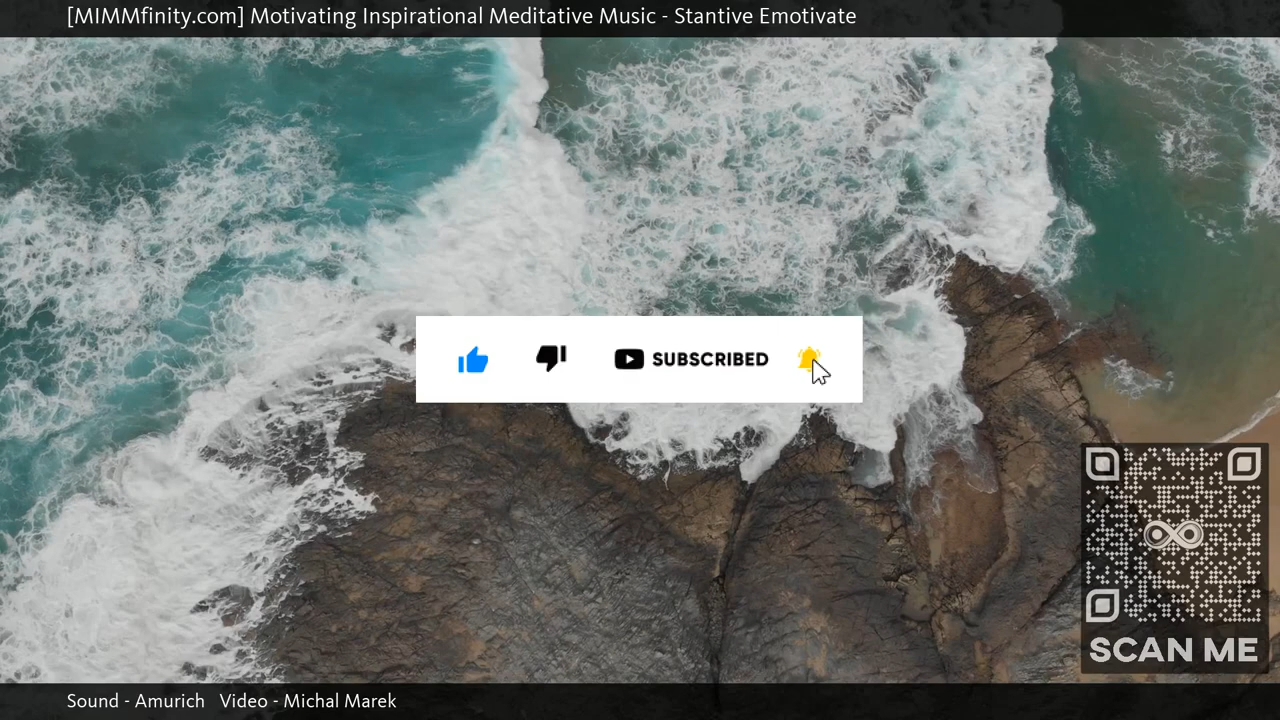 [MIMMfinity.com] Motivating Inspirational Meditative Music - Stantive Emotivate
SUBSCRIBED
SCAN ME
Sound - Amurich   Video - Michal Marek